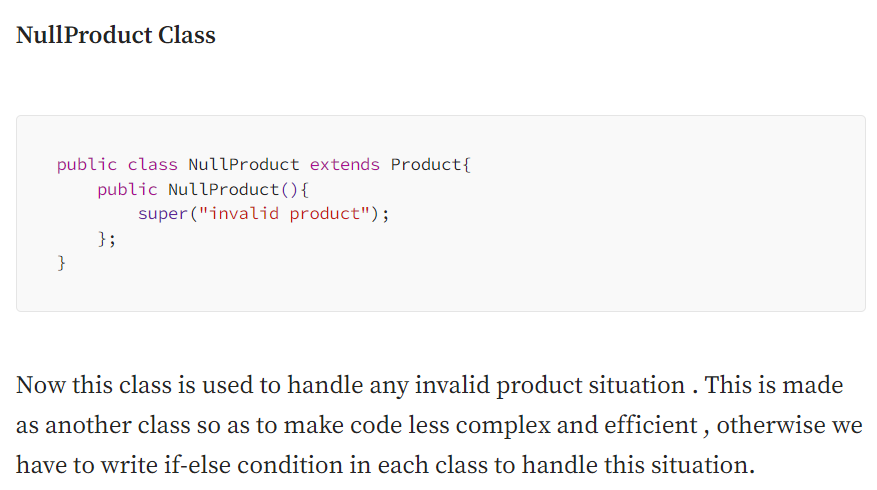 NullProduct Class
public class NullProduct extends Product{
    public NullProduct(){
        super("invalid product");
    };
}
Now this class is used to handle any invalid product situation . This is made
as another class so as to make code less complex and efficient , otherwise we
have to write if-else condition in each class to handle this situation.